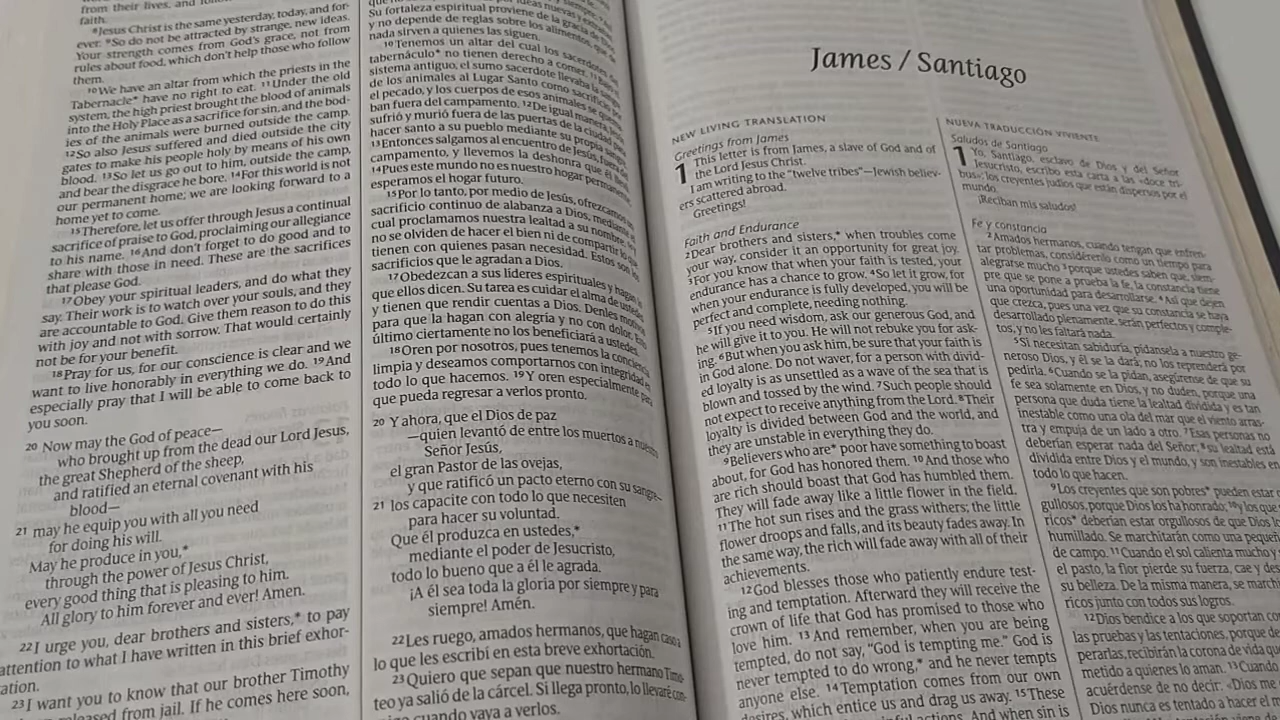 from their lives, and
faith.
⁸Jesus Christ is the same yesterday, today, and for-
ever. ⁹So do not be attracted by strange, new ideas.
Your strength comes from God's grace, not from
rules about food, which don't help those who follow
them.
¹⁰We have an altar from which the priests in the
Tabernacle* have no right to eat. ¹¹Under the old
system, the high priest brought the blood of animals
into the Holy Place as a sacrifice for sin, and the bod-
ies of the animals were burned outside the camp.
¹²So also Jesus suffered and died outside the city
gates to make his people holy by means of his own
blood. ¹³So let us go out to him, outside the camp,
and bear the disgrace he bore. ¹⁴For this world is not
our permanent home; we are looking forward to a
home yet to come.
¹⁵Therefore, let us offer through Jesus a continual
sacrifice of praise to God, proclaiming our allegiance
to his name. ¹⁶And don't forget to do good and to
share with those in need. These are the sacrifices
that please God.
¹⁷Obey your spiritual leaders, and do what they
say. Their work is to watch over your souls, and they
are accountable to God. Give them reason to do this
with joy and not with sorrow. That would certainly
not be for your benefit.
¹⁸Pray for us, for our conscience is clear and we
want to live honorably in everything we do. ¹⁹And
especially pray that I will be able to come back to
you soon.
20 Now may the God of peace—
who brought up from the dead our Lord Jesus,
the great Shepherd of the sheep,
and ratified an eternal covenant with his
blood—
21 may he equip you with all you need
for doing his will.
May he produce in you,*
through the power of Jesus Christ,
every good thing that is pleasing to him.
All glory to him forever and ever! Amen.
²²I urge you, dear brothers and sisters,* to pay
attention to what I have written in this brief exhor-
tation.
²³I want you to know that our brother Timothy
released from jail. If he comes here soon,
Su fortaleza espiritual proviene de la gracia de
y no depende de reglas sobre los alimentos, que
nada sirven a quienes las siguen.
¹⁰Tenemos un altar del cual los sacerdotes del
tabernáculo* no tienen derecho a comer.
sistema antiguo, el sumo sacerdote llevaba la sangre
de los animales al Lugar Santo como sacrificio por
el pecado, y los cuerpos de esos animales se quema-
ban fuera del campamento. ¹²De igual manera, Jesús
sufrió y murió fuera de las puertas de la ciudad para
hacer santo a su pueblo mediante su propia sangre.
¹³Entonces salgamos al encuentro de Jesús, fuera del
campamento, y llevemos la deshonra que él llevó.
¹⁴Pues este mundo no es nuestro hogar permanente;
esperamos el hogar futuro.
¹⁵Por lo tanto, por medio de Jesús, ofrezcamos un
sacrificio continuo de alabanza a Dios, mediante el
cual proclamamos nuestra lealtad a su nombre.
no se olviden de hacer el bien ni de compartir lo que
tienen con quienes pasan necesidad. Estos son los
sacrificios que le agradan a Dios.
¹⁷Obedezcan a sus líderes espirituales y hagan lo
que ellos dicen. Su tarea es cuidar el alma de ustedes
y tienen que rendir cuentas a Dios. Denles motivos
para que la hagan con alegría y no con dolor. Esto
último ciertamente no los beneficiará a ustedes.
¹⁸Oren por nosotros, pues tenemos la conciencia
limpia y deseamos comportarnos con integridad en
todo lo que hacemos. ¹⁹Y oren especialmente para
que pueda regresar a verlos pronto.
20 Y ahora, que el Dios de paz
—quien levantó de entre los muertos a nuestro
Señor Jesús,
el gran Pastor de las ovejas,
y que ratificó un pacto eterno con su sangre—
21 los capacite con todo lo que necesiten
para hacer su voluntad.
Que él produzca en ustedes,*
mediante el poder de Jesucristo,
todo lo bueno que a él le agrada.
¡A él sea toda la gloria por siempre y para
siempre! Amén.
²²Les ruego, amados hermanos, que hagan caso a
lo que les escribí en esta breve exhortación.
²³Quiero que sepan que nuestro hermano Timo-
teo ya salió de la cárcel. Si llega pronto, lo llevaré con-
cuando vaya a verlos.
James / Santiago
NEW LIVING TRANSLATION
Greetings from James
1 This letter is from James, a slave of God and of
the Lord Jesus Christ.
I am writing to the "twelve tribes"—Jewish believ-
ers scattered abroad.
Greetings!
Faith and Endurance
²Dear brothers and sisters,* when troubles come
your way, consider it an opportunity for great joy.
³For you know that when your faith is tested, your
endurance has a chance to grow. ⁴So let it grow, for
when your endurance is fully developed, you will be
perfect and complete, needing nothing.
⁵If you need wisdom, ask our generous God, and
he will give it to you. He will not rebuke you for ask-
ing. ⁶But when you ask him, be sure that your faith is
in God alone. Do not waver, for a person with divid-
ed loyalty is as unsettled as a wave of the sea that is
blown and tossed by the wind. ⁷Such people should
not expect to receive anything from the Lord. ⁸Their
loyalty is divided between God and the world, and
they are unstable in everything they do.
⁹Believers who are* poor have something to boast
about, for God has honored them. ¹⁰And those who
are rich should boast that God has humbled them.
They will fade away like a little flower in the field.
¹¹The hot sun rises and the grass withers; the little
flower droops and falls, and its beauty fades away. In
the same way, the rich will fade away with all of their
achievements.
¹²God blesses those who patiently endure test-
ing and temptation. Afterward they will receive the
crown of life that God has promised to those who
love him. ¹³And remember, when you are being
tempted, do not say, "God is tempting me." God is
never tempted to do wrong,* and he never tempts
anyone else. ¹⁴Temptation comes from our own
desires, which entice us and drag us away. ¹⁵These
actions. And when sin is
NUEVA TRADUCCIÓN VIVIENTE
Saludos de Santiago
1 Yo, Santiago, esclavo de Dios y del Señor
Jesucristo, escribo esta carta a las «doce tri-
bus»: los creyentes judíos que están dispersos por el
mundo.
¡Reciban mis saludos!
Fe y constancia
²Amados hermanos, cuando tengan que enfren-
tar problemas, considérenlo como un tiempo para
alegrarse mucho ³porque ustedes saben que, siem-
pre que se pone a prueba la fe, la constancia tiene
una oportunidad para desarrollarse. ⁴Así que dejen
que crezca, pues una vez que su constancia se haya
desarrollado plenamente, serán perfectos y comple-
tos, y no les faltará nada.
⁵Si necesitan sabiduría, pídansela a nuestro ge-
neroso Dios, y él se la dará; no los reprenderá por
pedirla. ⁶Cuando se la pidan, asegúrense de que su
fe sea solamente en Dios, y no duden, porque una
persona que duda tiene la lealtad dividida y es tan
inestable como una ola del mar que el viento arras-
tra y empuja de un lado a otro. ⁷Esas personas no
deberían esperar nada del Señor; ⁸su lealtad está
dividida entre Dios y el mundo, y son inestables en
todo lo que hacen.
⁹Los creyentes que son pobres* pueden estar or-
gullosos, porque Dios los ha honrado; ¹⁰y los que
ricos* deberían estar orgullosos de que Dios los
humillado. Se marchitarán como una pequeña
de campo. ¹¹Cuando el sol calienta mucho y
el pasto, la flor pierde su fuerza, cae y des
su belleza. De la misma manera, se march
ricos junto con todos sus logros.
¹²Dios bendice a los que soportan con
las pruebas y las tentaciones, porque de
perarlas, recibirán la corona de vida que
metido a quienes lo aman. ¹³Cuando
acuérdense de no decir: «Dios me
Dios nunca es tentado a hacer el